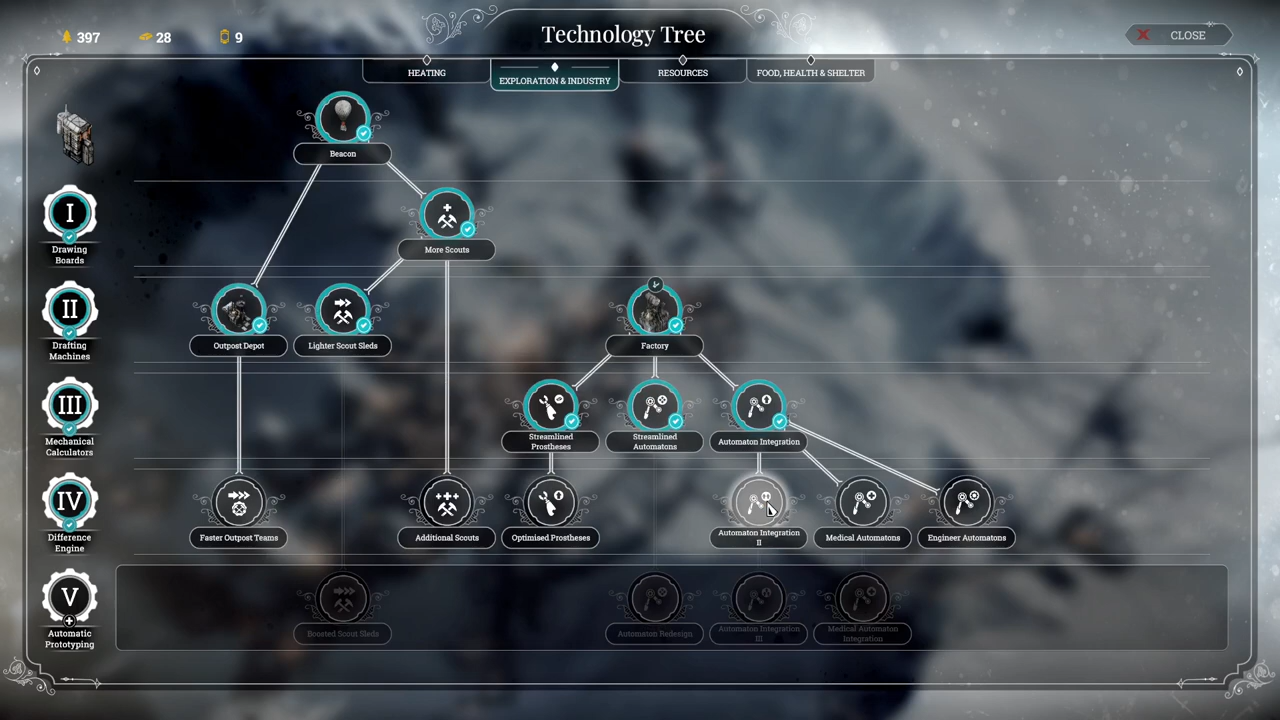 397
28
9
Technology Tree
CLOSE
HEATING
EXPLORATION & INDUSTRY
RESOURCES
FOOD, HEALTH & SHELTER
Beacon
I
Drawing
Boards
More Scouts
II
Drafting
Machines
Outpost Depot
Lighter Scout Sleds
Factory
III
Mechanical
Calculators
Streamlined
Prostheses
Streamlined
Automatons
Automaton Integration
IV
Difference
Engine
Faster Outpost Teams
Additional Scouts
Optimised Prostheses
Automaton Integration
II
Medical Automatons
Engineer Automatons
V
Automatic
Prototyping
Boosted Scout Sleds
Automaton Redesign
Automaton Integration
III
Medical Automaton
Integration